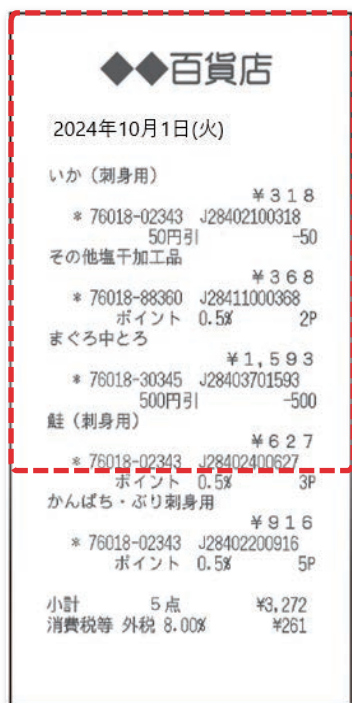 ◆◆百貨店
2024年10月1日(火)
いか（刺身用）
¥318
* 76018-02343 J28402100318
50円引 -50
その他塩干加工品
¥368
* 76018-88360 J28411000368
ポイント 0.5% 2P
まぐろ中とろ
¥1,593
* 76018-30345 J28403701593
500円引 -500
鮭（刺身用）
¥627
* 76018-02343 J28402400627
ポイント 0.5% 3P
かんぱち・ぶり刺身用
¥916
* 76018-02343 J28402200916
ポイント 0.5% 5P
小計 5点 ¥3,272
消費税等 外税 8.00% ¥261